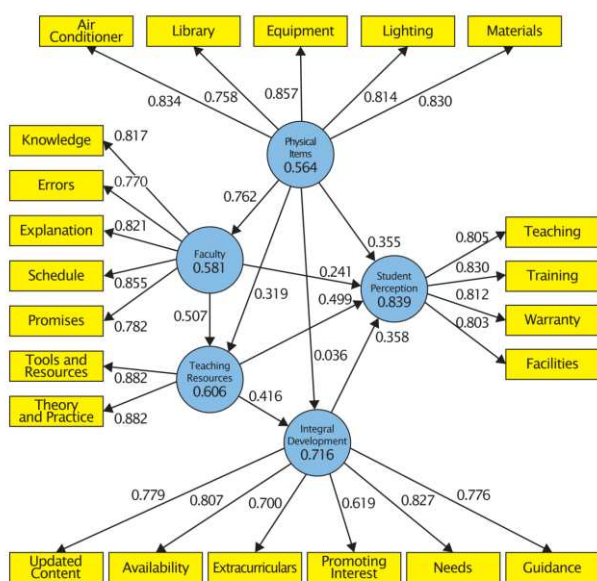 Air
Conditioner
Library
Equipment
Lighting
Materials
0.834
0.758
0.857
0.814
0.830
Physical
Items
0.564
Knowledge
0.817
Errors
0.770
Explanation
0.821
Schedule
0.855
Promises
0.782
Faculty
0.581
0.762
0.355
0.241
0.319
0.507
0.499
0.036
0.358
0.416
Student
Perception
0.839
0.805
Teaching
0.830
Training
0.812
Warranty
0.803
Facilities
Tools and
Resources
0.882
Theory
and Practice
0.882
Teaching
Resources
0.606
Integral
Development
0.716
0.779
0.807
0.700
0.619
0.827
0.776
Updated
Content
Availability
Extracurriculars
Promoting
Interest
Needs
Guidance